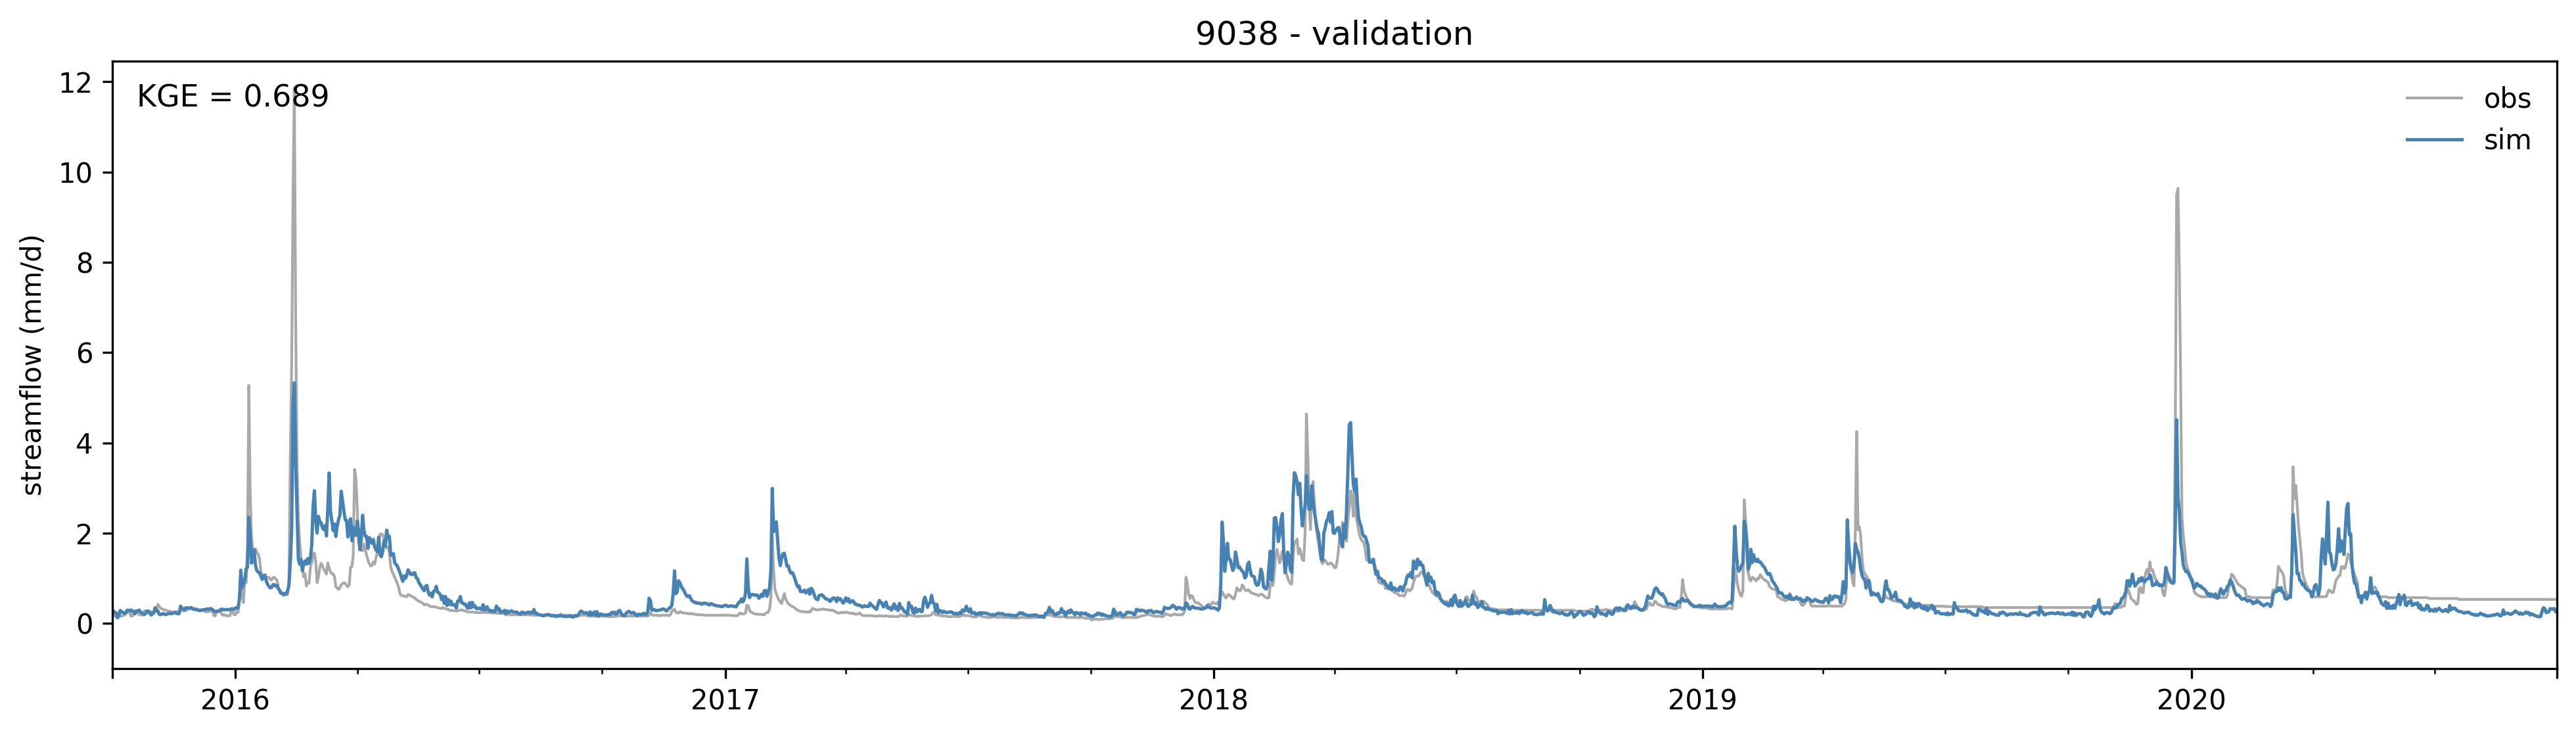 9038 - validation
KGE = 0.689
obs
sim
streamflow (mm/d)
12
10
8
6
4
2
0
2016
2017
2018
2019
2020